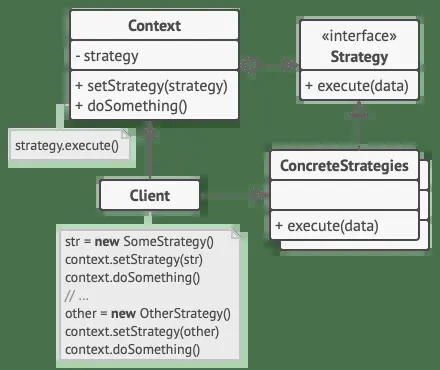 Context
- strategy
+ setStrategy(strategy)
+ doSomething()
«interface»
Strategy
+ execute(data)
strategy.execute()
Client
ConcreteStrategies
+ execute(data)
str = new SomeStrategy()
context.setStrategy(str)
context.doSomething()
// ...
other = new OtherStrategy()
context.setStrategy(other)
context.doSomething()